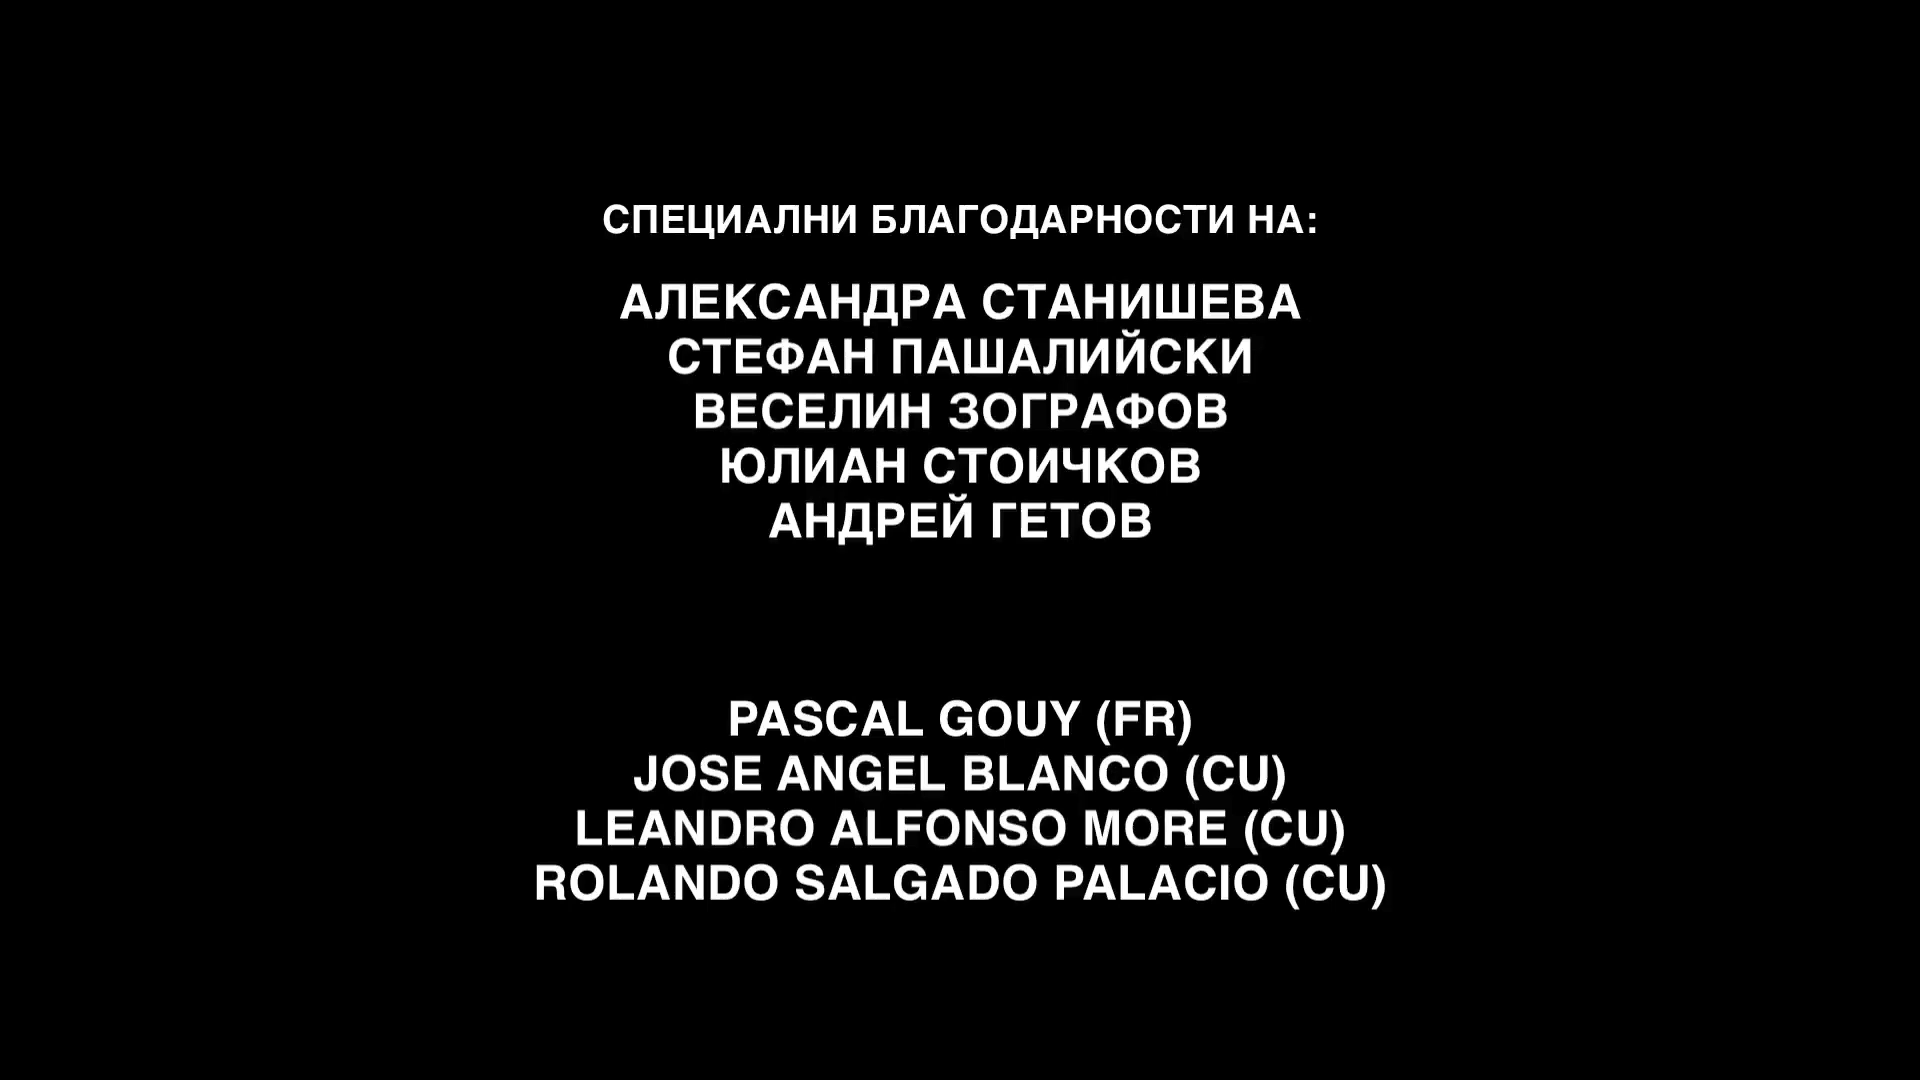 СПЕЦИАЛНИ БЛАГОДАРНОСТИ НА:
АЛЕКСАНДРА СТАНИШЕВА
СТЕФАН ПАШАЛИЙСКИ
ВЕСЕЛИН ЗОГРАФОВ
ЮЛИАН СТОИЧКОВ
АНДРЕЙ ГЕТОВ
PASCAL GOUY (FR)
JOSE ANGEL BLANCO (CU)
LEANDRO ALFONSO MORE (CU)
ROLANDO SALGADO PALACIO (CU)